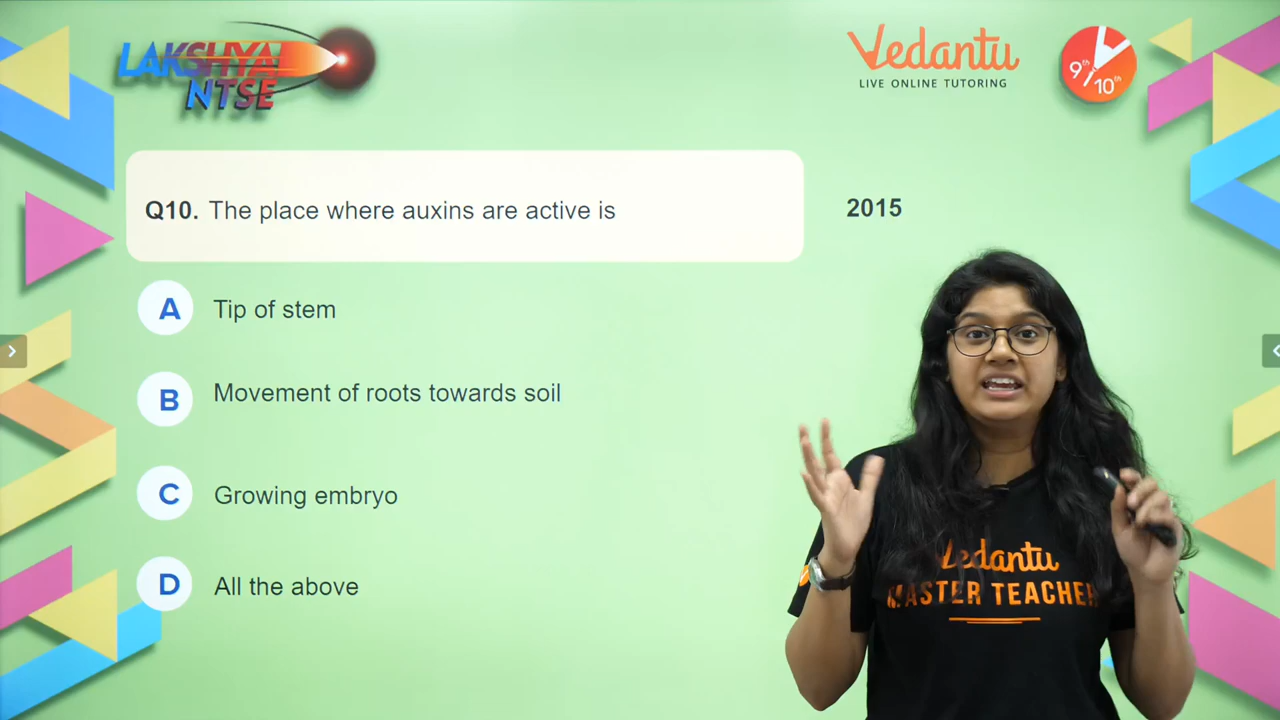 LAKSHYA
NTSE
Vedantu
LIVE ONLINE TUTORING
9th
10th
Q10. The place where auxins are active is
2015
A Tip of stem
B Movement of roots towards soil
C Growing embryo
D All the above
Vedantu
MASTER TEACHER